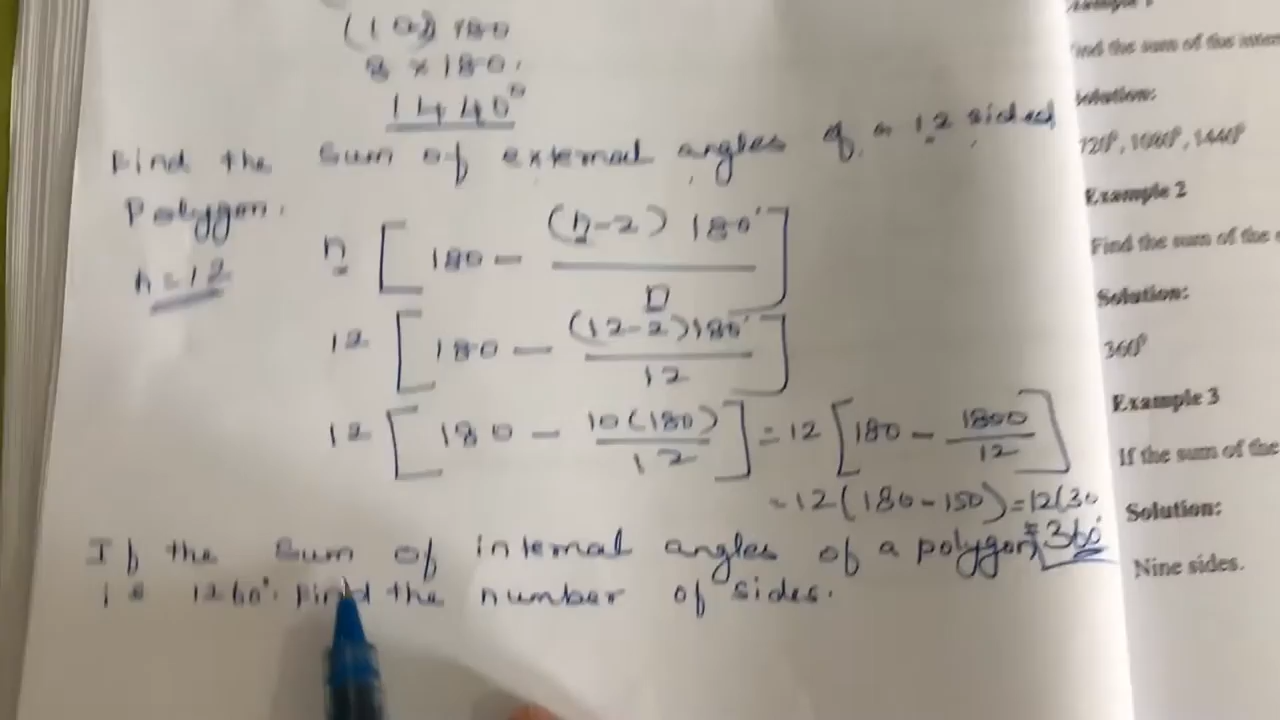 (10) 180
8 × 180.
1440°
Find the sum of external angles of a 12 sided
Polygon.
n = 12
n [ 180 - (n-2) 180° / n ]
12 [ 180 - (12-2)180° / 12 ]
12 [ 180 - 10(180) / 12 ] = 12 [ 180 - 1800 / 12 ]
= 12(180-150) = 12(30
= 360°
If the sum of internal angles of a polygon
is 1260°. Find the number of sides.
Find the sum of the inter
Solution:
720⁰, 1080⁰, 1440⁰
Example 2
Find the sum of the e
Solution:
360⁰
Example 3
If the sum of the
Solution:
Nine sides.